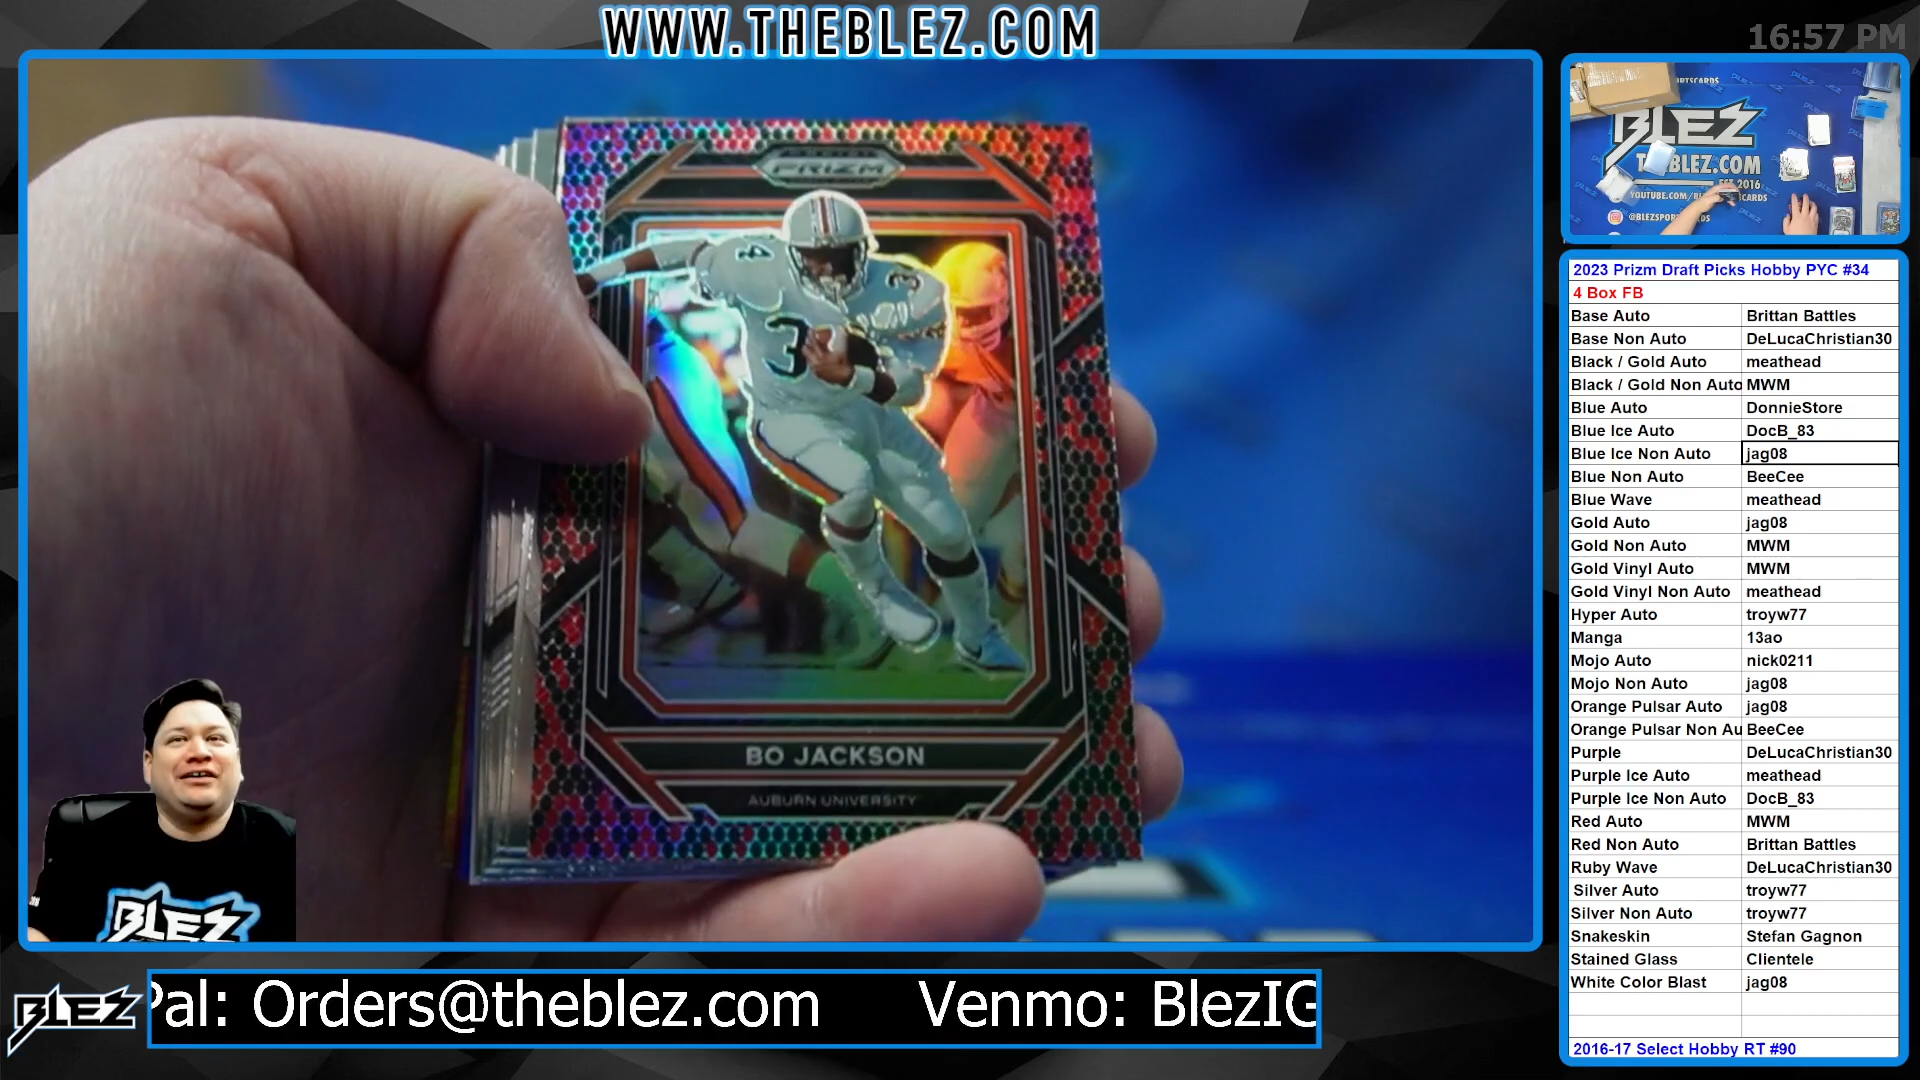 WWW.THEBLEZ.COM
16:57 PM
PRIZM
34
BO JACKSON
AUBURN UNIVERSITY
BLEZ
BLEZ
THEBLEZ.COM
EST 2016
@BLEZSPORTSCARDS
2023 Prizm Draft Picks Hobby PYC #34
4 Box FB
Base Auto Brittan Battles
Base Non Auto DeLucaChristian30
Black / Gold Auto meathead
Black / Gold Non Auto MWM
Blue Auto DonnieStore
Blue Ice Auto DocB_83
Blue Ice Non Auto jag08
Blue Non Auto BeeCee
Blue Wave meathead
Gold Auto jag08
Gold Non Auto MWM
Gold Vinyl Auto MWM
Gold Vinyl Non Auto meathead
Hyper Auto troyw77
Manga 13ao
Mojo Auto nick0211
Mojo Non Auto jag08
Orange Pulsar Auto jag08
Orange Pulsar Non Au BeeCee
Purple DeLucaChristian30
Purple Ice Auto meathead
Purple Ice Non Auto DocB_83
Red Auto MWM
Red Non Auto Brittan Battles
Ruby Wave DeLucaChristian30
Silver Auto troyw77
Silver Non Auto troyw77
Snakeskin Stefan Gagnon
Stained Glass Clientele
White Color Blast jag08
2016-17 Select Hobby RT #90
BLEZ
Pal: Orders@theblez.com Venmo: BlezIG